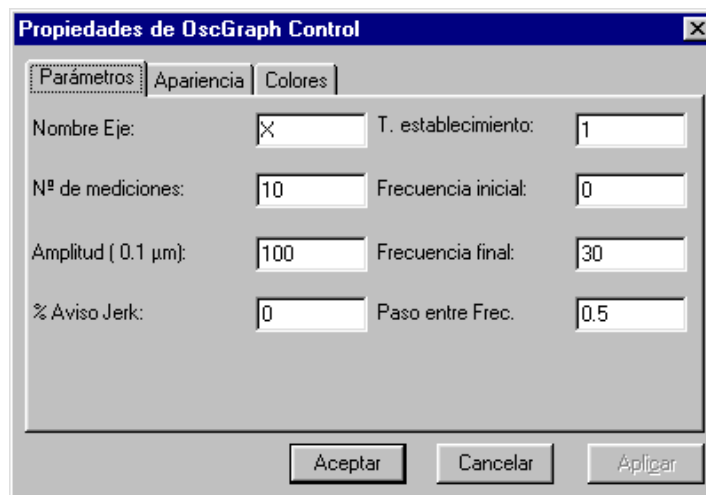 Propiedades de OscGraph Control
Parámetros Apariencia Colores
Nombre Eje: X T. establecimiento: 1
Nº de mediciones: 10 Frecuencia inicial: 0
Amplitud ( 0.1 µm): 100 Frecuencia final: 30
% Aviso Jerk: 0 Paso entre Frec. 0.5
Aceptar Cancelar Aplicar